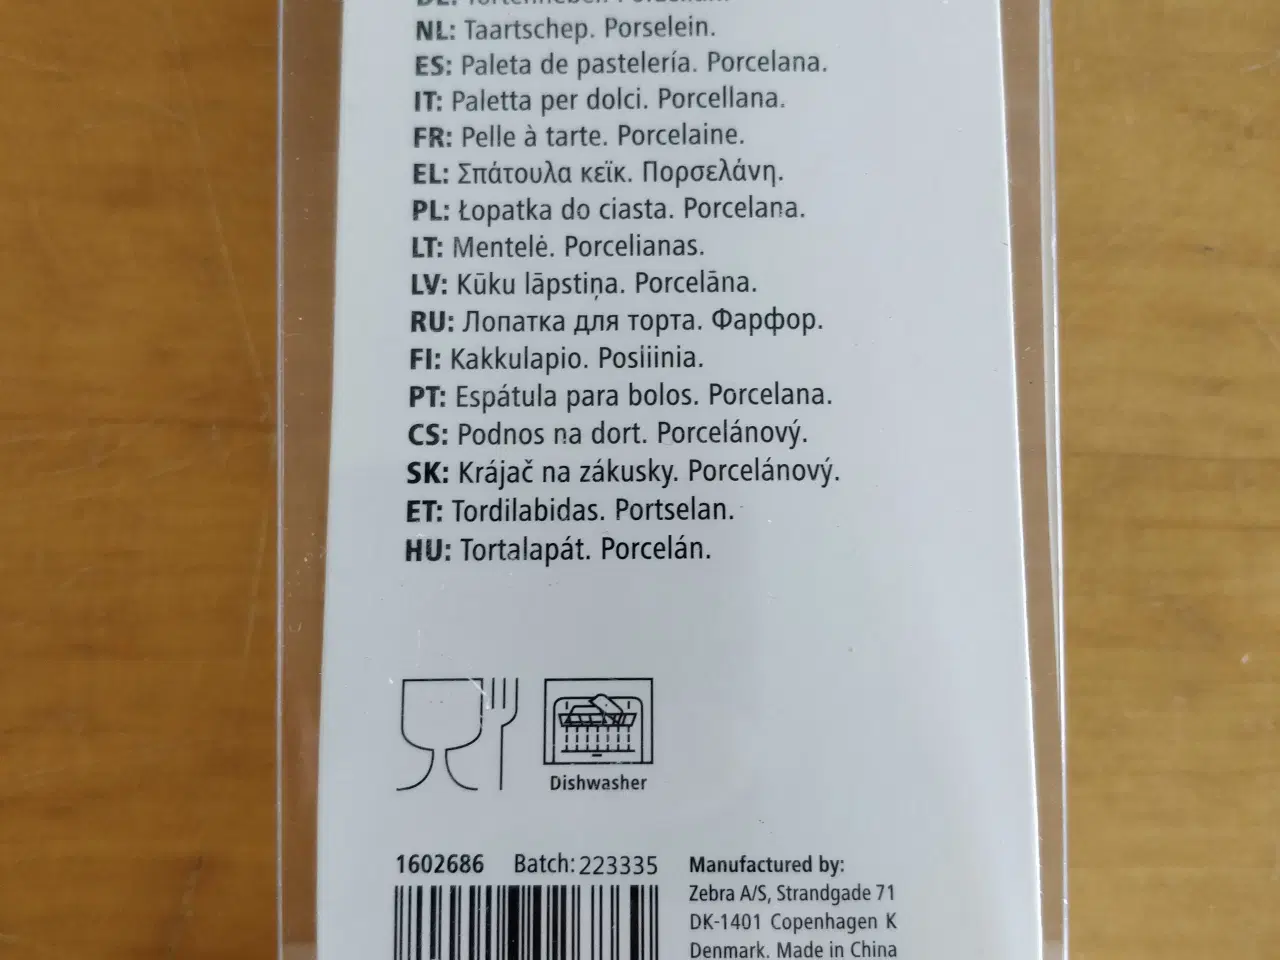 DE: Tortenheber. Porzellan.
NL: Taartschep. Porselein.
ES: Paleta de pastelería. Porcelana.
IT: Paletta per dolci. Porcellana.
FR: Pelle à tarte. Porcelaine.
EL: Σπάτουλα κεϊκ. Πορσελάνη.
PL: Łopatka do ciasta. Porcelana.
LT: Mentelė. Porcelianas.
LV: Kūku lāpstiņa. Porcelāna.
RU: Лопатка для торта. Фарфор.
FI: Kakkulapio. Posiiinia.
PT: Espátula para bolos. Porcelana.
CS: Podnos na dort. Porcelánový.
SK: Krájač na zákusky. Porcelánový.
ET: Tordilabidas. Portselan.
HU: Tortalapát. Porcelán.
Dishwasher
1602686 Batch: 223335
Manufactured by:
Zebra A/S, Strandgade 71
DK-1401 Copenhagen K
Denmark. Made in China